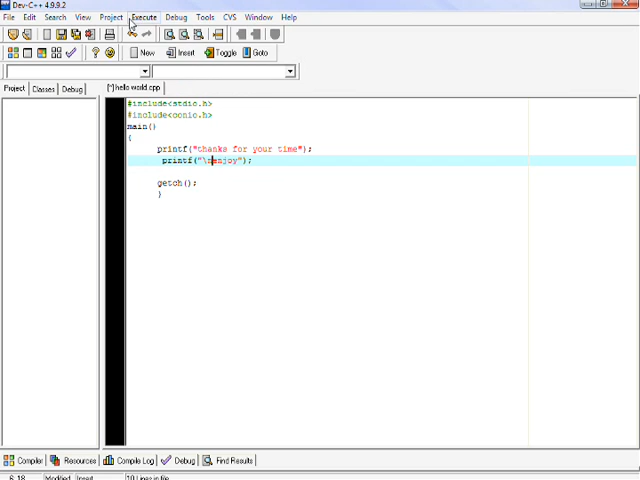 Dev-C++ 4.9.9.2
File Edit Search View Project Execute Debug Tools CVS Window Help
New Insert Toggle Goto
Project Classes Debug [*] hello world.cpp
#include<stdio.h>
#include<conio.h>
main()
{
printf("thanks for your time");
printf("\nenjoy");
getch();
}
Compiler Resources Compile Log Debug Find Results
6: 18 Modified Insert 10 Lines in file